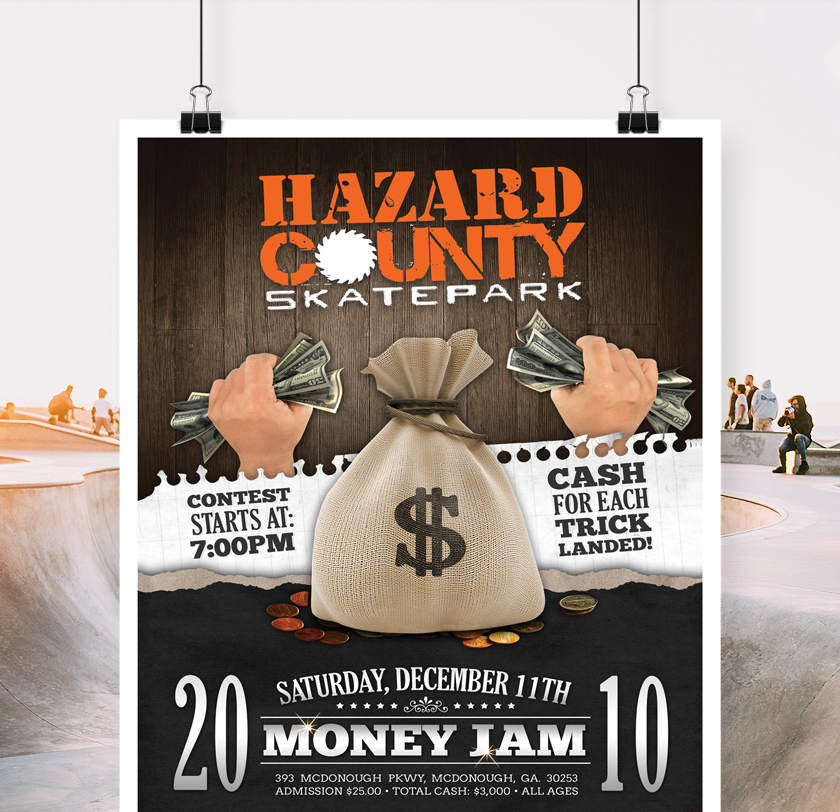 HAZARD
COUNTY
SKATEPARK
CONTEST
STARTS AT:
7:00PM
CASH
FOR EACH
TRICK
LANDED!
$
SATURDAY, DECEMBER 11TH
20 10
MONEY JAM
393 MCDONOUGH PKWY, MCDONOUGH, GA. 30253
ADMISSION $25.00 • TOTAL CASH: $3,000 • ALL AGES